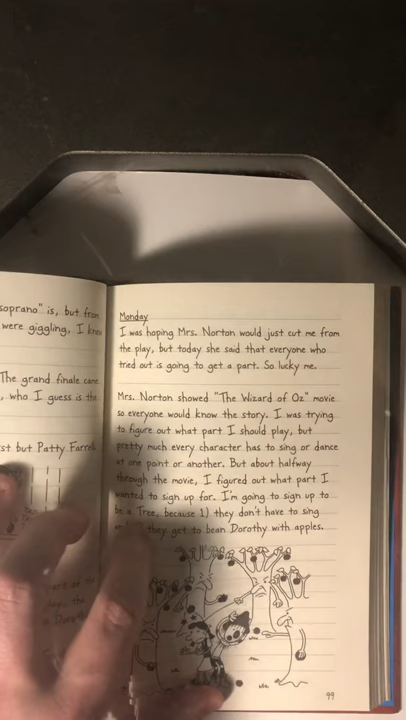 soprano" is, but from
were giggling, I knew
The grand finale came
, who I guess is the
st but Patty Farrell
Monday
I was hoping Mrs. Norton would just cut me from
the play, but today she said that everyone who
tried out is going to get a part. So lucky me.
Mrs. Norton showed "The Wizard of Oz" movie
so everyone would know the story. I was trying
to figure out what part I should play, but
pretty much every character has to sing or dance
at one point or another. But about halfway
through the movie, I figured out what part I
wanted to sign up for. I'm going to sign up to
be a Tree, because 1) they don't have to sing
they get to bean Dorothy with apples.
99